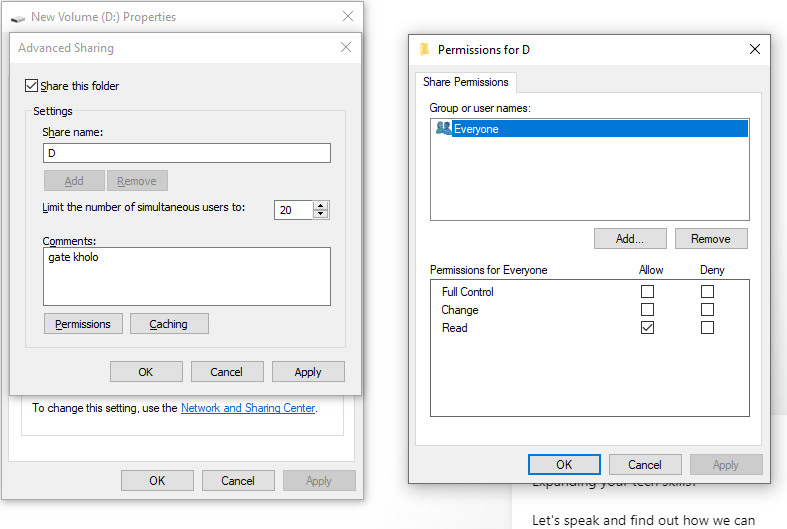 New Volume (D:) Properties
Advanced Sharing
Share this folder
Settings
Share name:
D
Add Remove
Limit the number of simultaneous users to: 20
Comments:
gate kholo
Permissions Caching
OK Cancel Apply
To change this setting, use the Network and Sharing Center.
OK Cancel Apply
Permissions for D
Share Permissions
Group or user names:
Everyone
Add... Remove
Permissions for Everyone Allow Deny
Full Control
Change
Read
OK Cancel Apply
Expanding your tech skills?
Let's speak and find out how we can